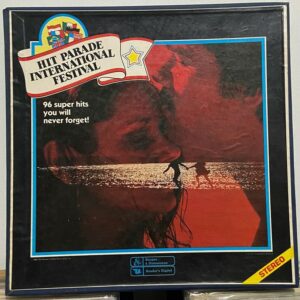 HIT PARADE
INTERNATIONAL
FESTIVAL
96 super hits
you will
never forget!
Reader's Digest
STEREO